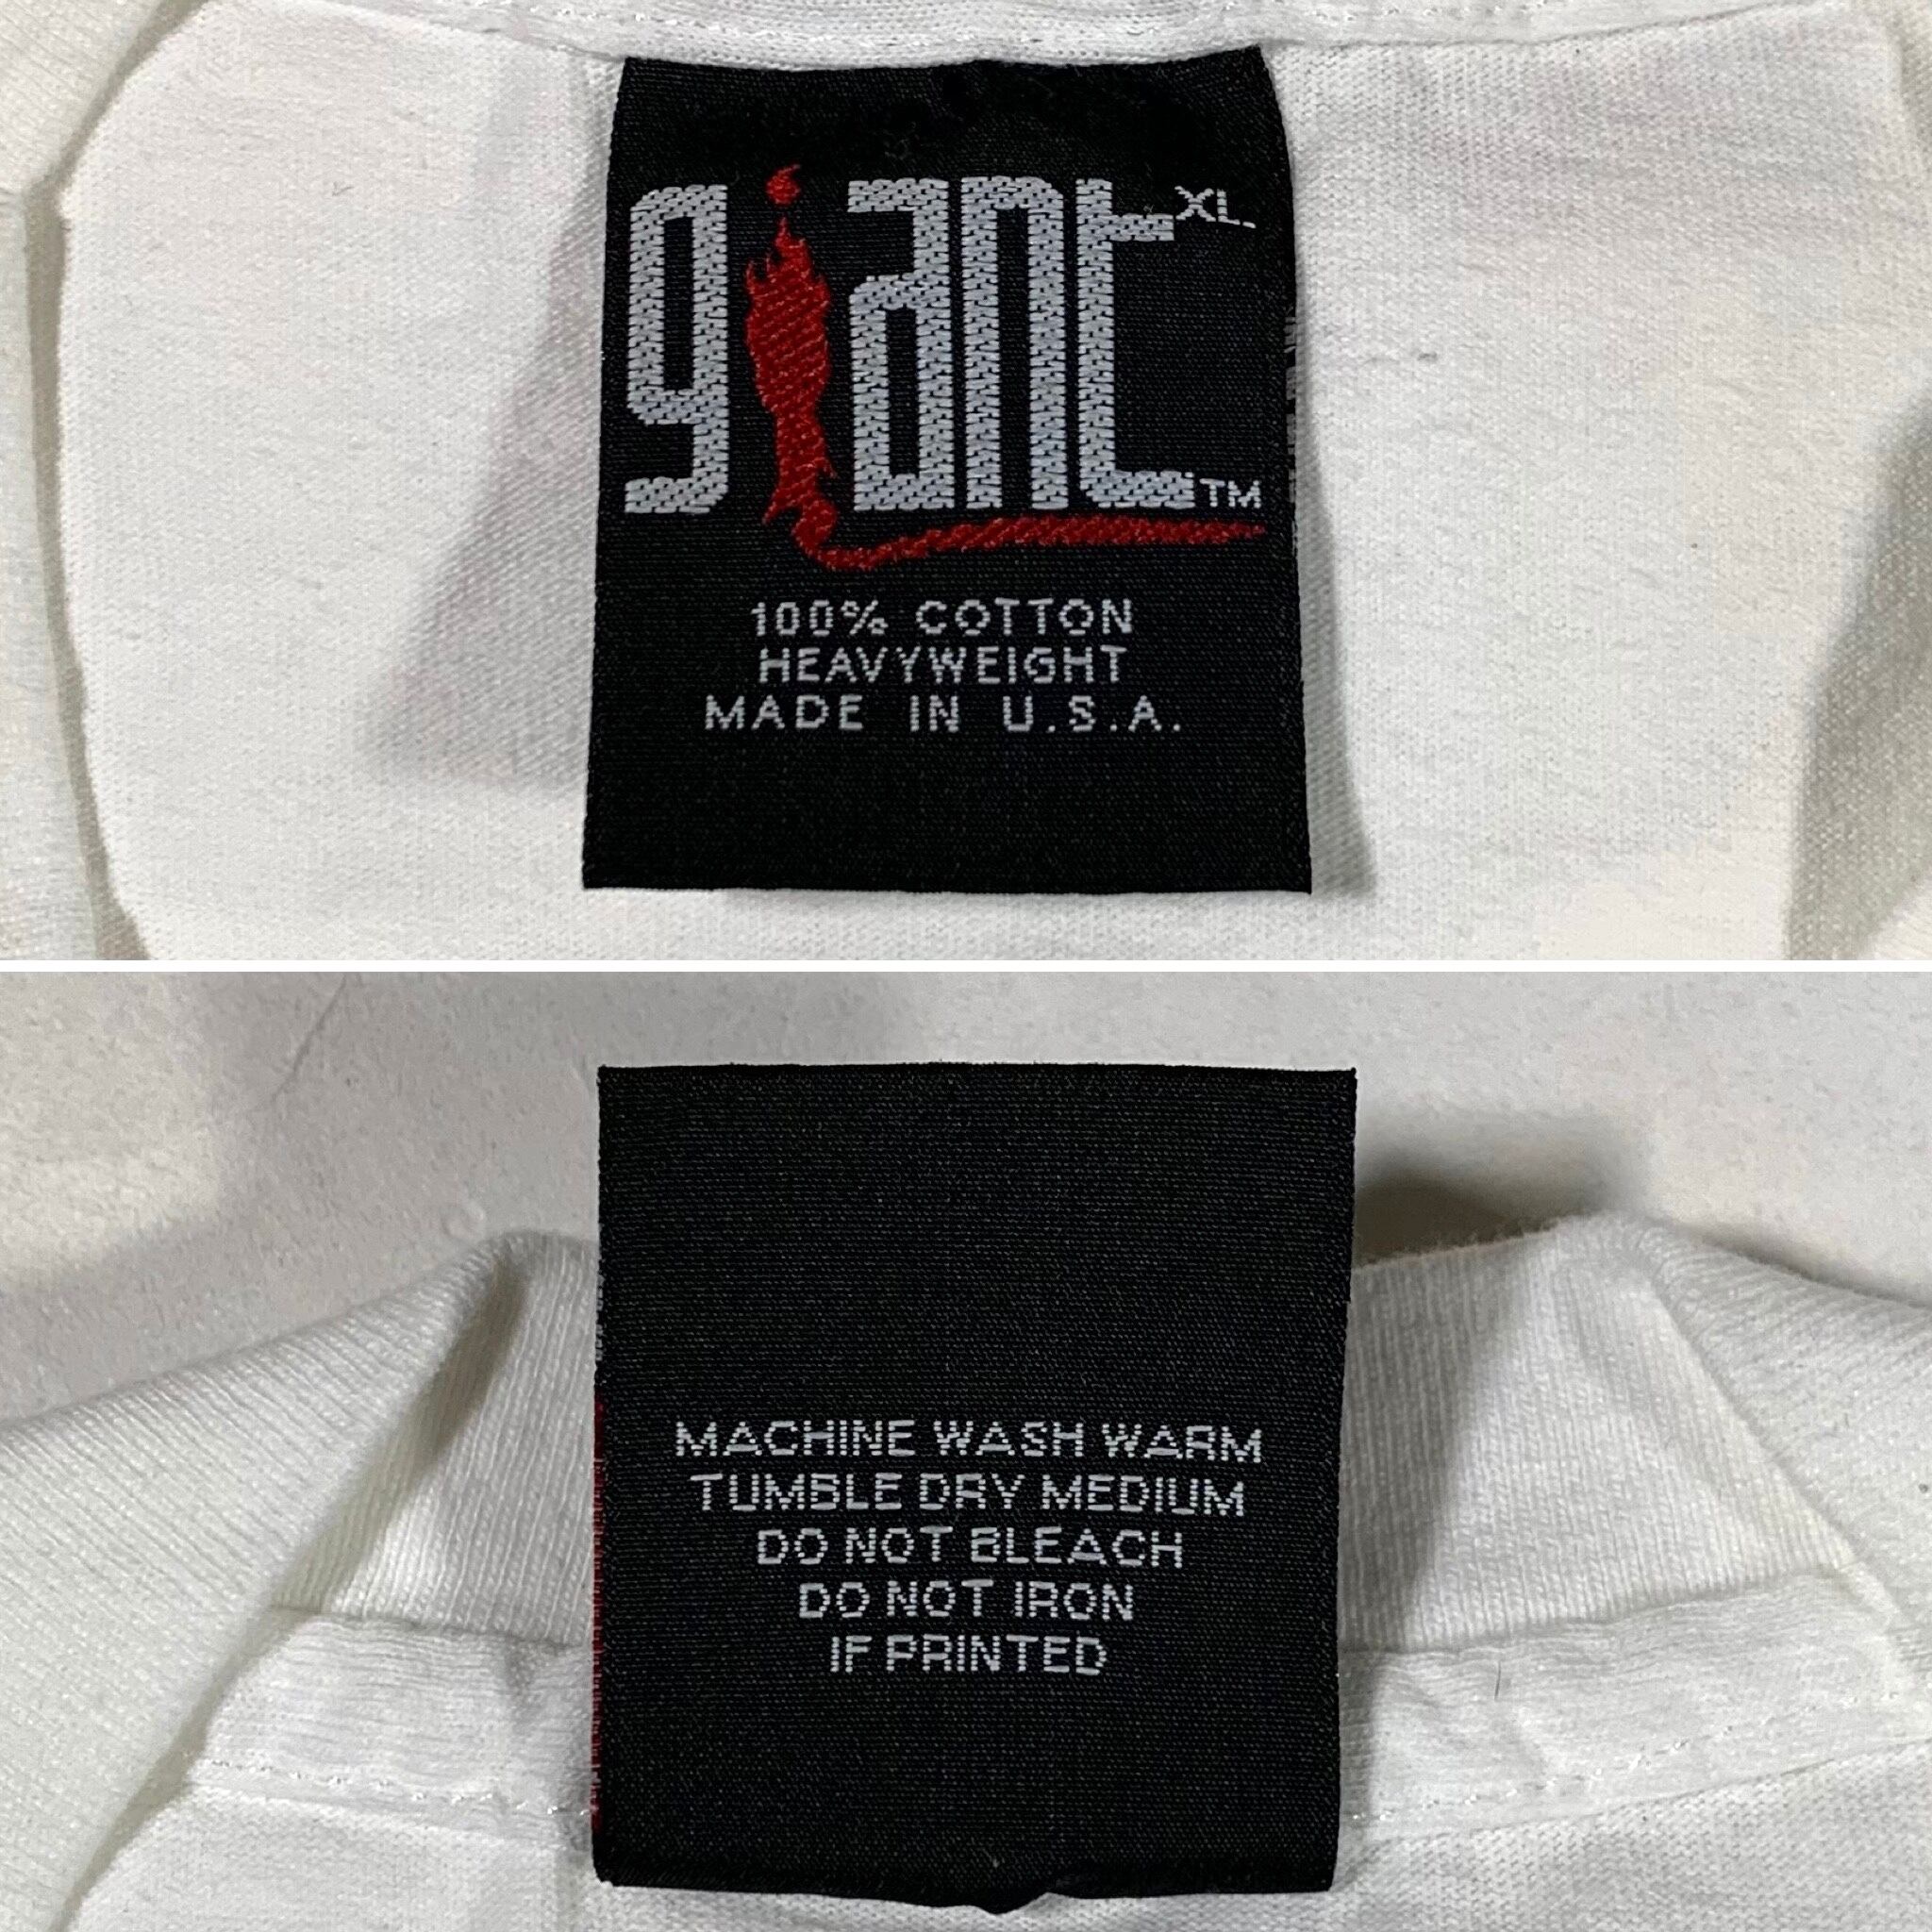 giant XL.
TM
100% COTTON
HEAVYWEIGHT
MADE IN U.S.A.
MACHINE WASH WARM
TUMBLE DRY MEDIUM
DO NOT BLEACH
DO NOT IRON
IF PRINTED